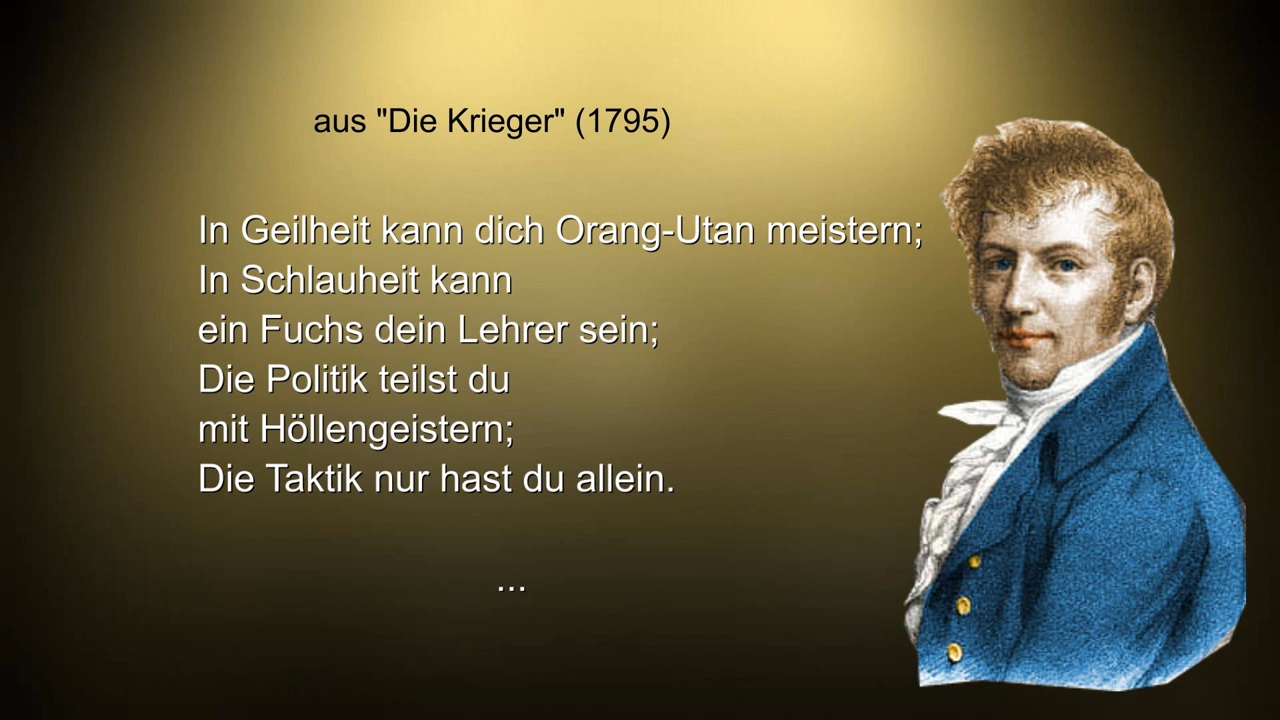 aus "Die Krieger" (1795)
In Geilheit kann dich Orang-Utan meistern;
In Schlauheit kann
ein Fuchs dein Lehrer sein;
Die Politik teilst du
mit Höllengeistern;
Die Taktik nur hast du allein.
...